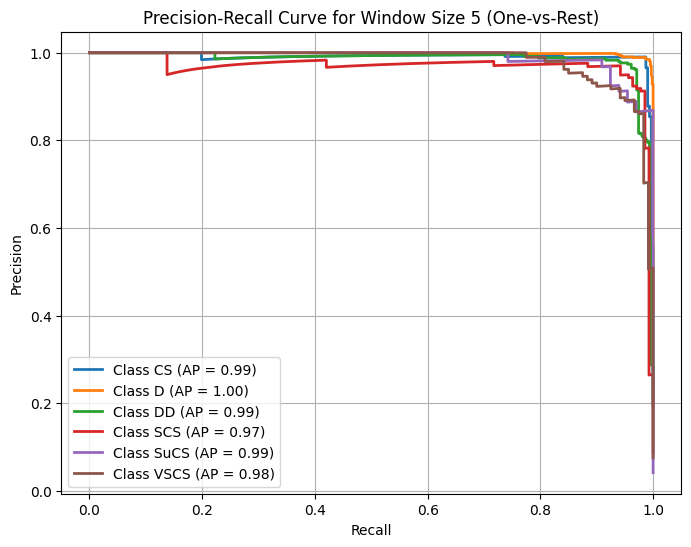 Precision-Recall Curve for Window Size 5 (One-vs-Rest)
1.0
0.8
0.6
0.4
0.2
0.0
Precision
Class CS (AP = 0.99)
Class D (AP = 1.00)
Class DD (AP = 0.99)
Class SCS (AP = 0.97)
Class SuCS (AP = 0.99)
Class VSCS (AP = 0.98)
0.0 0.2 0.4 0.6 0.8 1.0
Recall